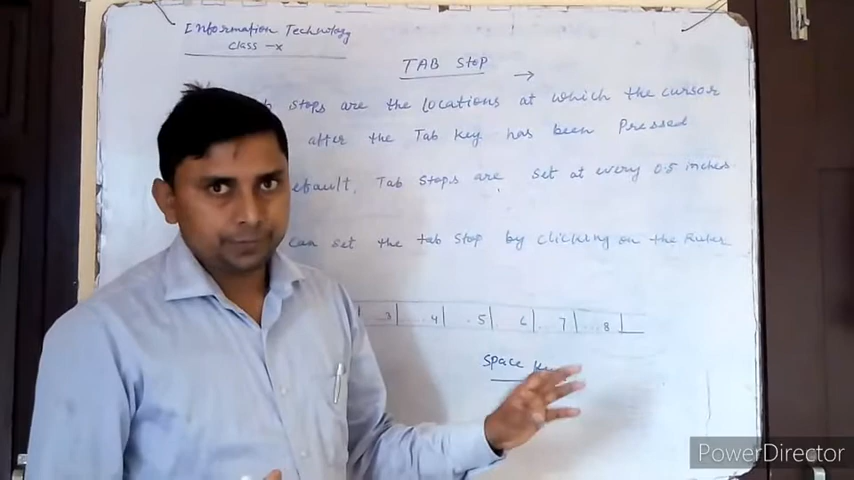 Information Technology
Class - X
TAB Stop →
stops are the locations at which the cursor
after the Tab key has been Pressed
Tab Stops are set at every 0.5 inches
can set the tab stop by clicking on the Ruler
3 4 5 6 7 8
Space
PowerDirector